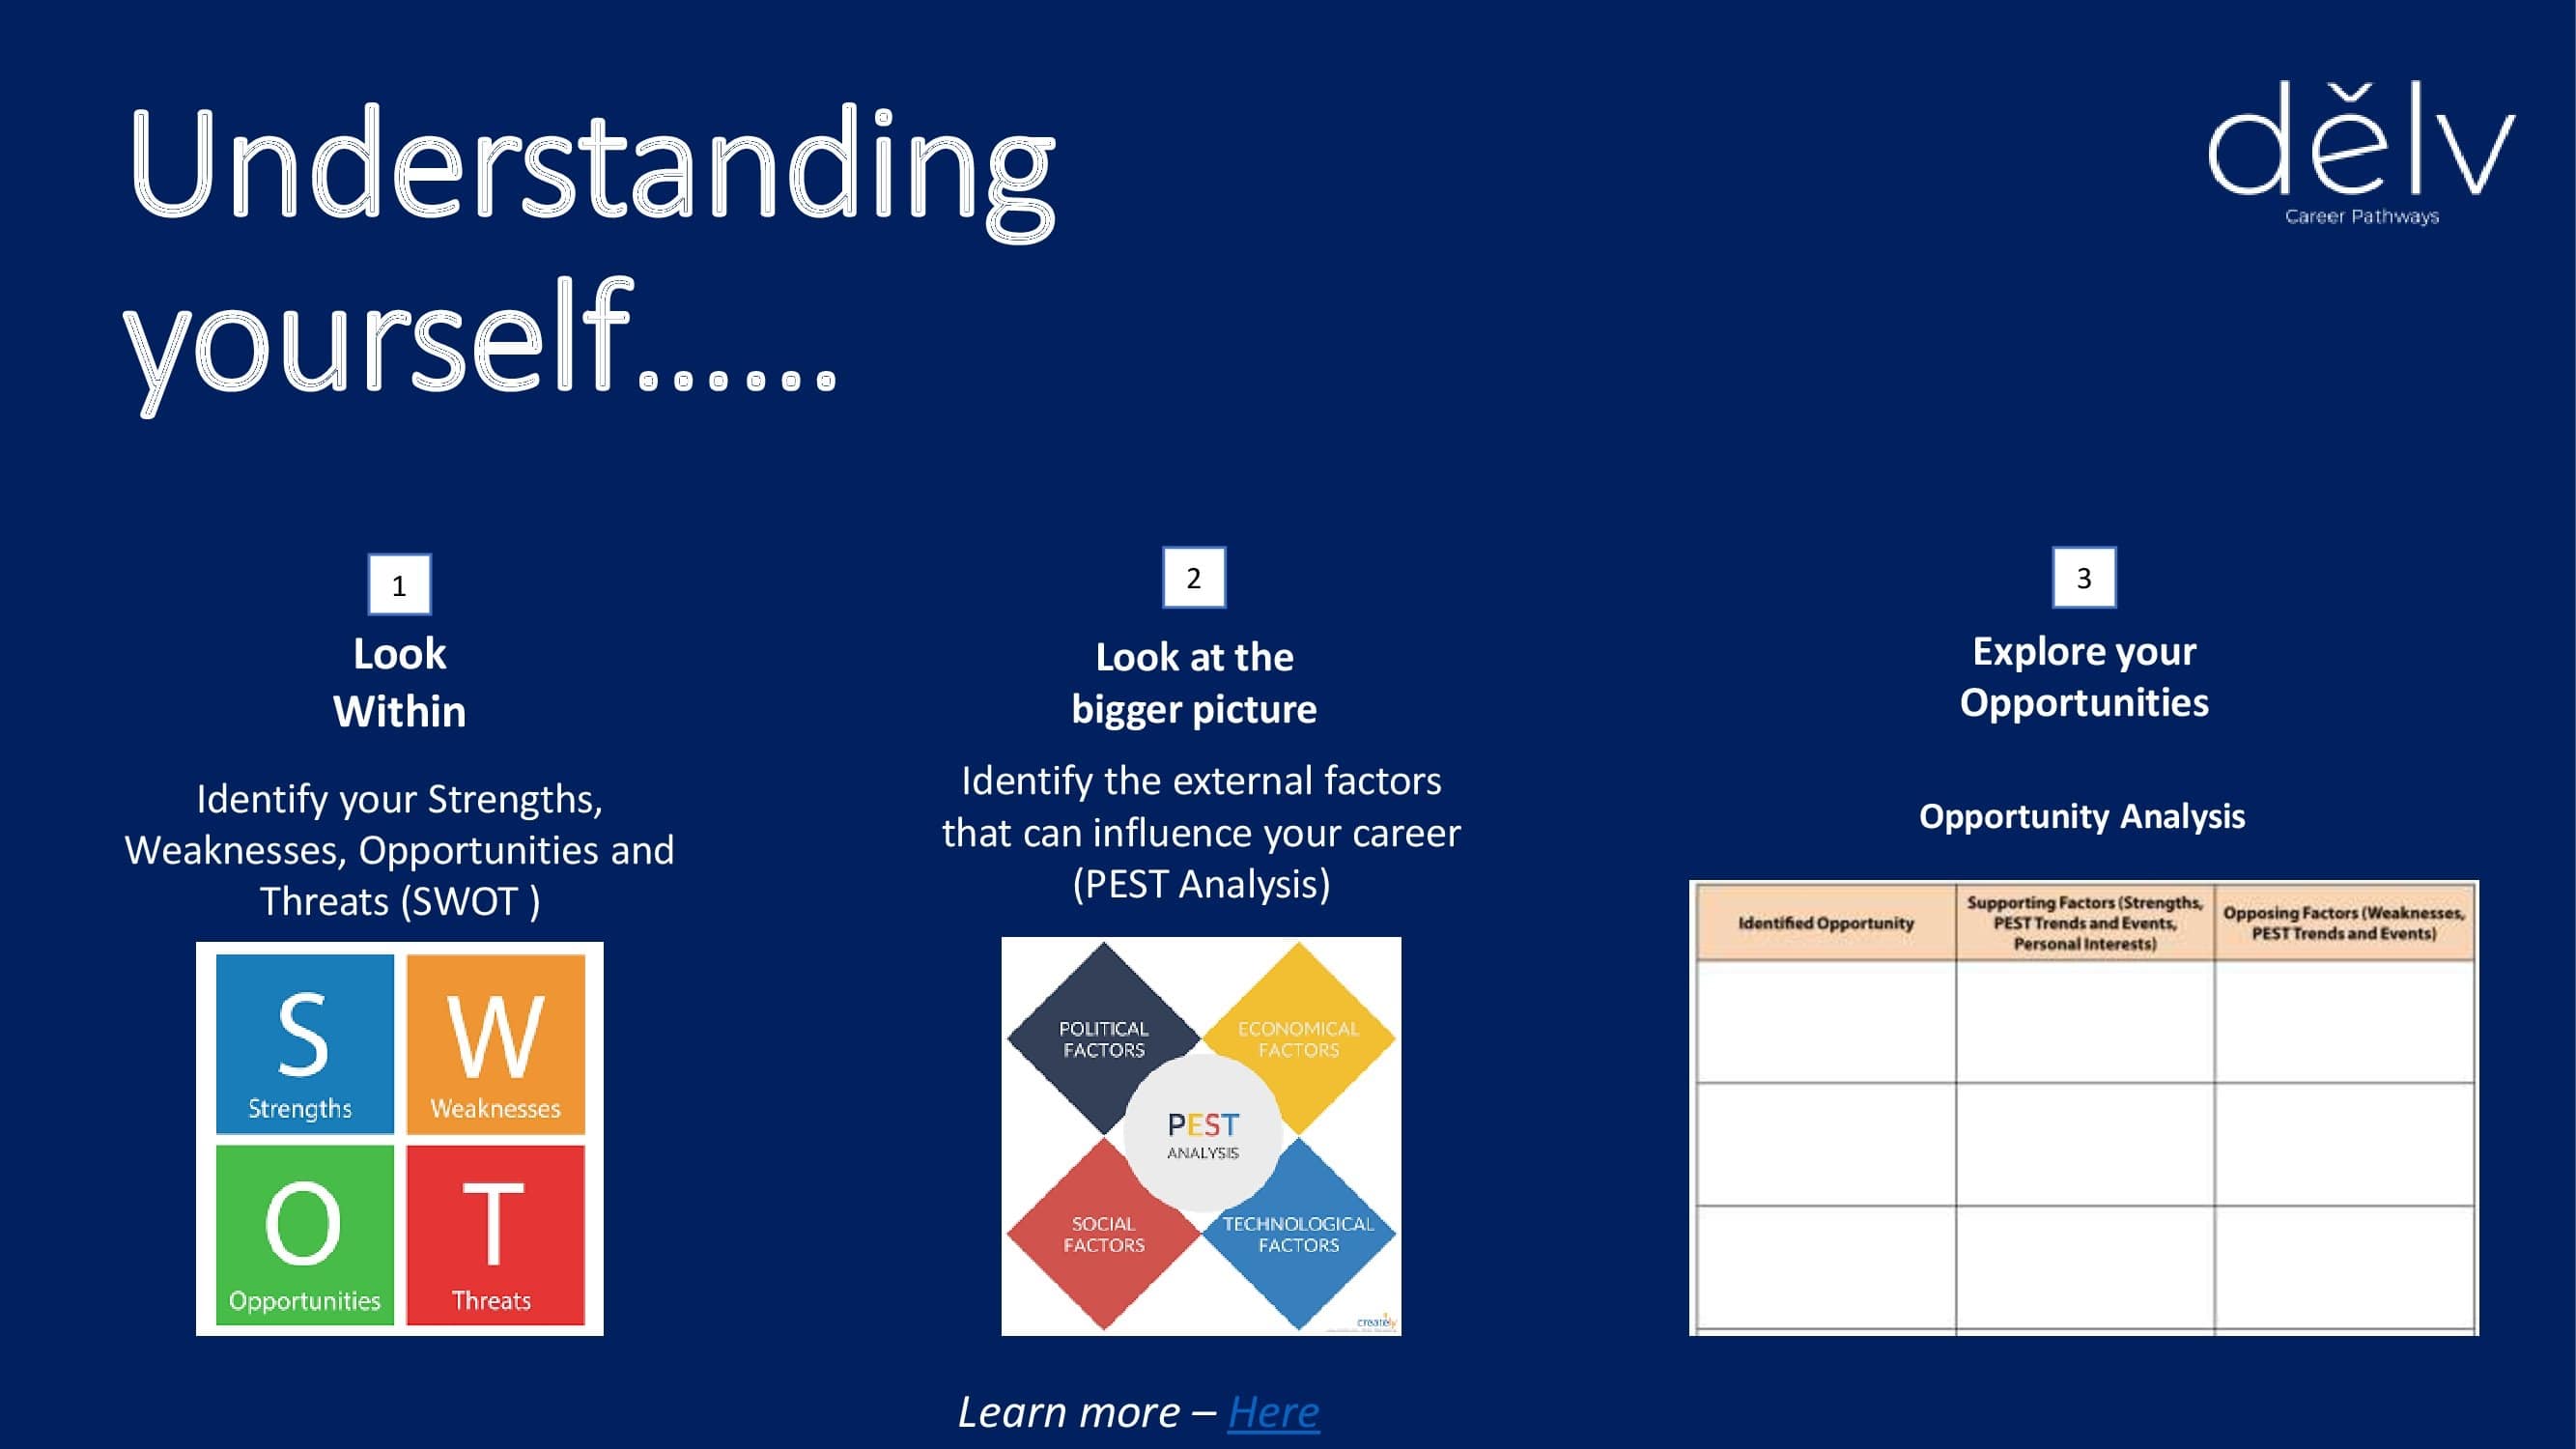 Understanding
yourself......
dĕlv
Career Pathways
1
Look
Within
Identify your Strengths,
Weaknesses, Opportunities and
Threats (SWOT )
S
Strengths
W
Weaknesses
O
Opportunities
T
Threats
2
Look at the
bigger picture
Identify the external factors
that can influence your career
(PEST Analysis)
POLITICAL
FACTORS
ECONOMICAL
FACTORS
PEST
ANALYSIS
SOCIAL
FACTORS
TECHNOLOGICAL
FACTORS
creately
3
Explore your
Opportunities
Opportunity Analysis
Identified Opportunity
Supporting Factors (Strengths,
PEST Trends and Events,
Personal Interests)
Opposing Factors (Weaknesses,
PEST Trends and Events)
Learn more – Here